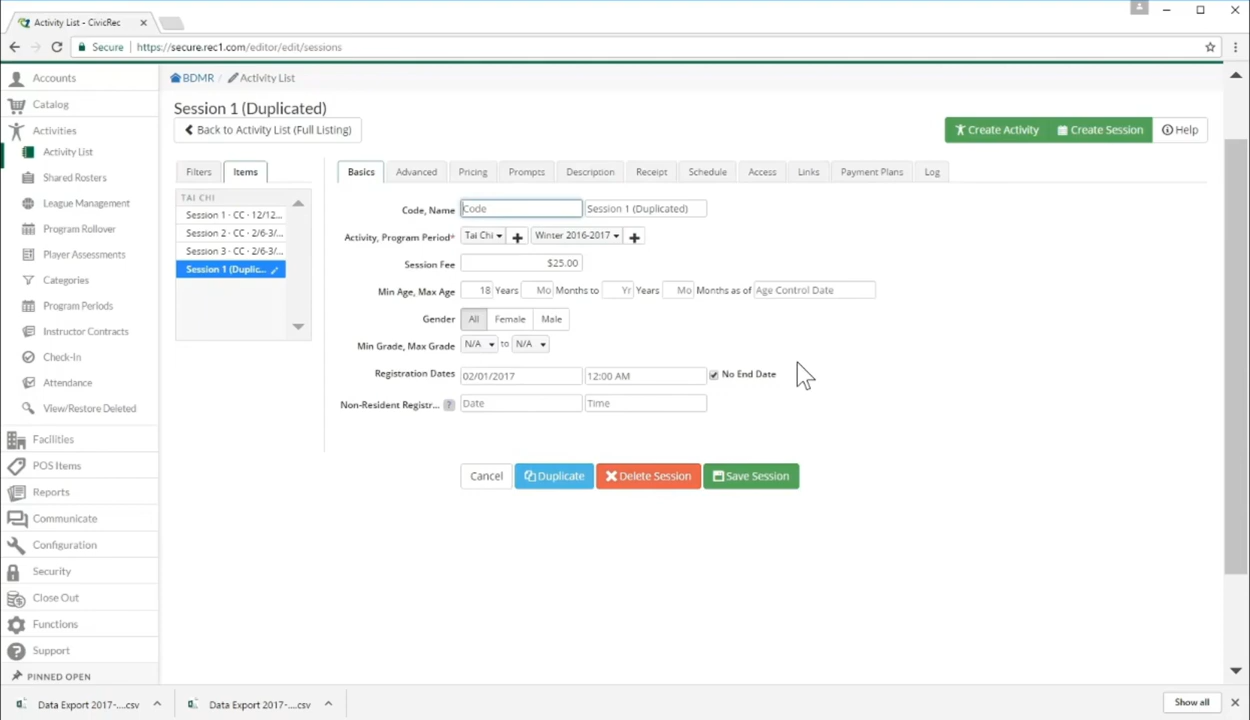 Activity List - CivicRec
Secure https://secure.rec1.com/editor/edit/sessions
Accounts
Catalog
Activities
Activity List
Shared Rosters
League Management
Program Rollover
Player Assessments
Categories
Program Periods
Instructor Contracts
Check-In
Attendance
View/Restore Deleted
Facilities
POS Items
Reports
Communicate
Configuration
Security
Close Out
Functions
Support
PINNED OPEN
BDMR / Activity List
Session 1 (Duplicated)
Back to Activity List (Full Listing)
Create Activity Create Session Help
Filters Items
TAI CHI
Session 1 - CC - 12/12...
Session 2 - CC - 2/6-3/...
Session 3 - CC - 2/6-3/...
Session 1 (Duplic...
Basics Advanced Pricing Prompts Description Receipt Schedule Access Links Payment Plans Log
Code, Name Code Session 1 (Duplicated)
Activity, Program Period* Tai Chi Winter 2016-2017
Session Fee $25.00
Min Age, Max Age 18 Years Mo Months to Yr Years Mo Months as of Age Control Date
Gender All Female Male
Min Grade, Max Grade N/A to N/A
Registration Dates 02/01/2017 12:00 AM No End Date
Non-Resident Registr... ? Date Time
Cancel Duplicate Delete Session Save Session
Data Export 2017-....csv Data Export 2017-....csv Show all